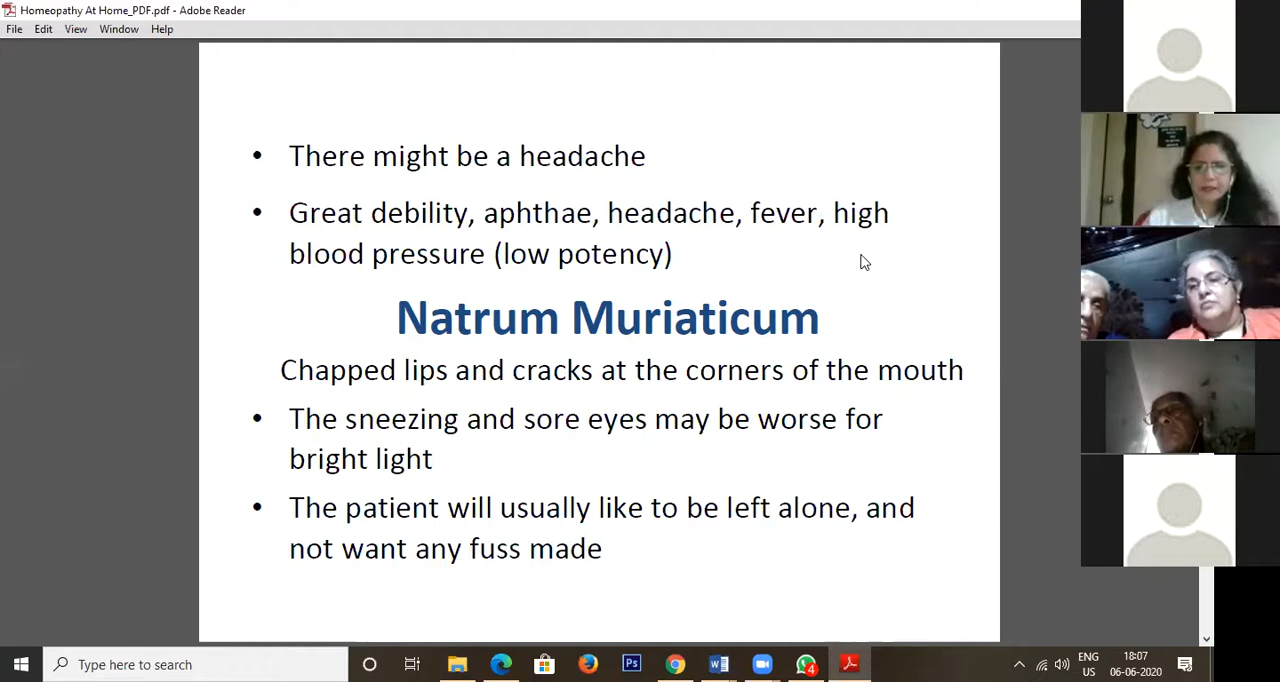 Homeopathy At Home_PDF.pdf - Adobe Reader
File Edit View Window Help
• There might be a headache
• Great debility, aphthae, headache, fever, high
blood pressure (low potency)
Natrum Muriaticum
Chapped lips and cracks at the corners of the mouth
• The sneezing and sore eyes may be worse for
bright light
• The patient will usually like to be left alone, and
not want any fuss made
Type here to search
Ps
W
4
ENG
US
18:07
06-06-2020